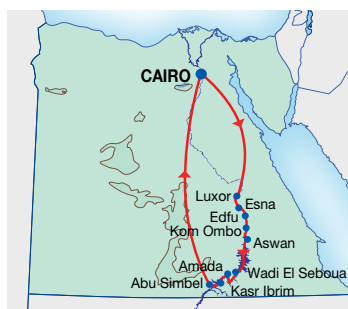 CAIRO
Luxor
Esna
Edfu
Kom Ombo
Aswan
Amada
Wadi El Seboua
Abu Simbel
Kasr Ibrim